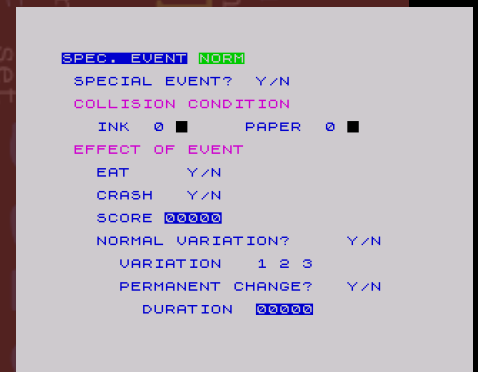 SPEC. EVENT NORM
SPECIAL EVENT? Y/N
COLLISION CONDITION
INK 0 PAPER 0
EFFECT OF EVENT
EAT Y/N
CRASH Y/N
SCORE 00000
NORMAL VARIATION? Y/N
VARIATION 1 2 3
PERMANENT CHANGE? Y/N
DURATION 00000